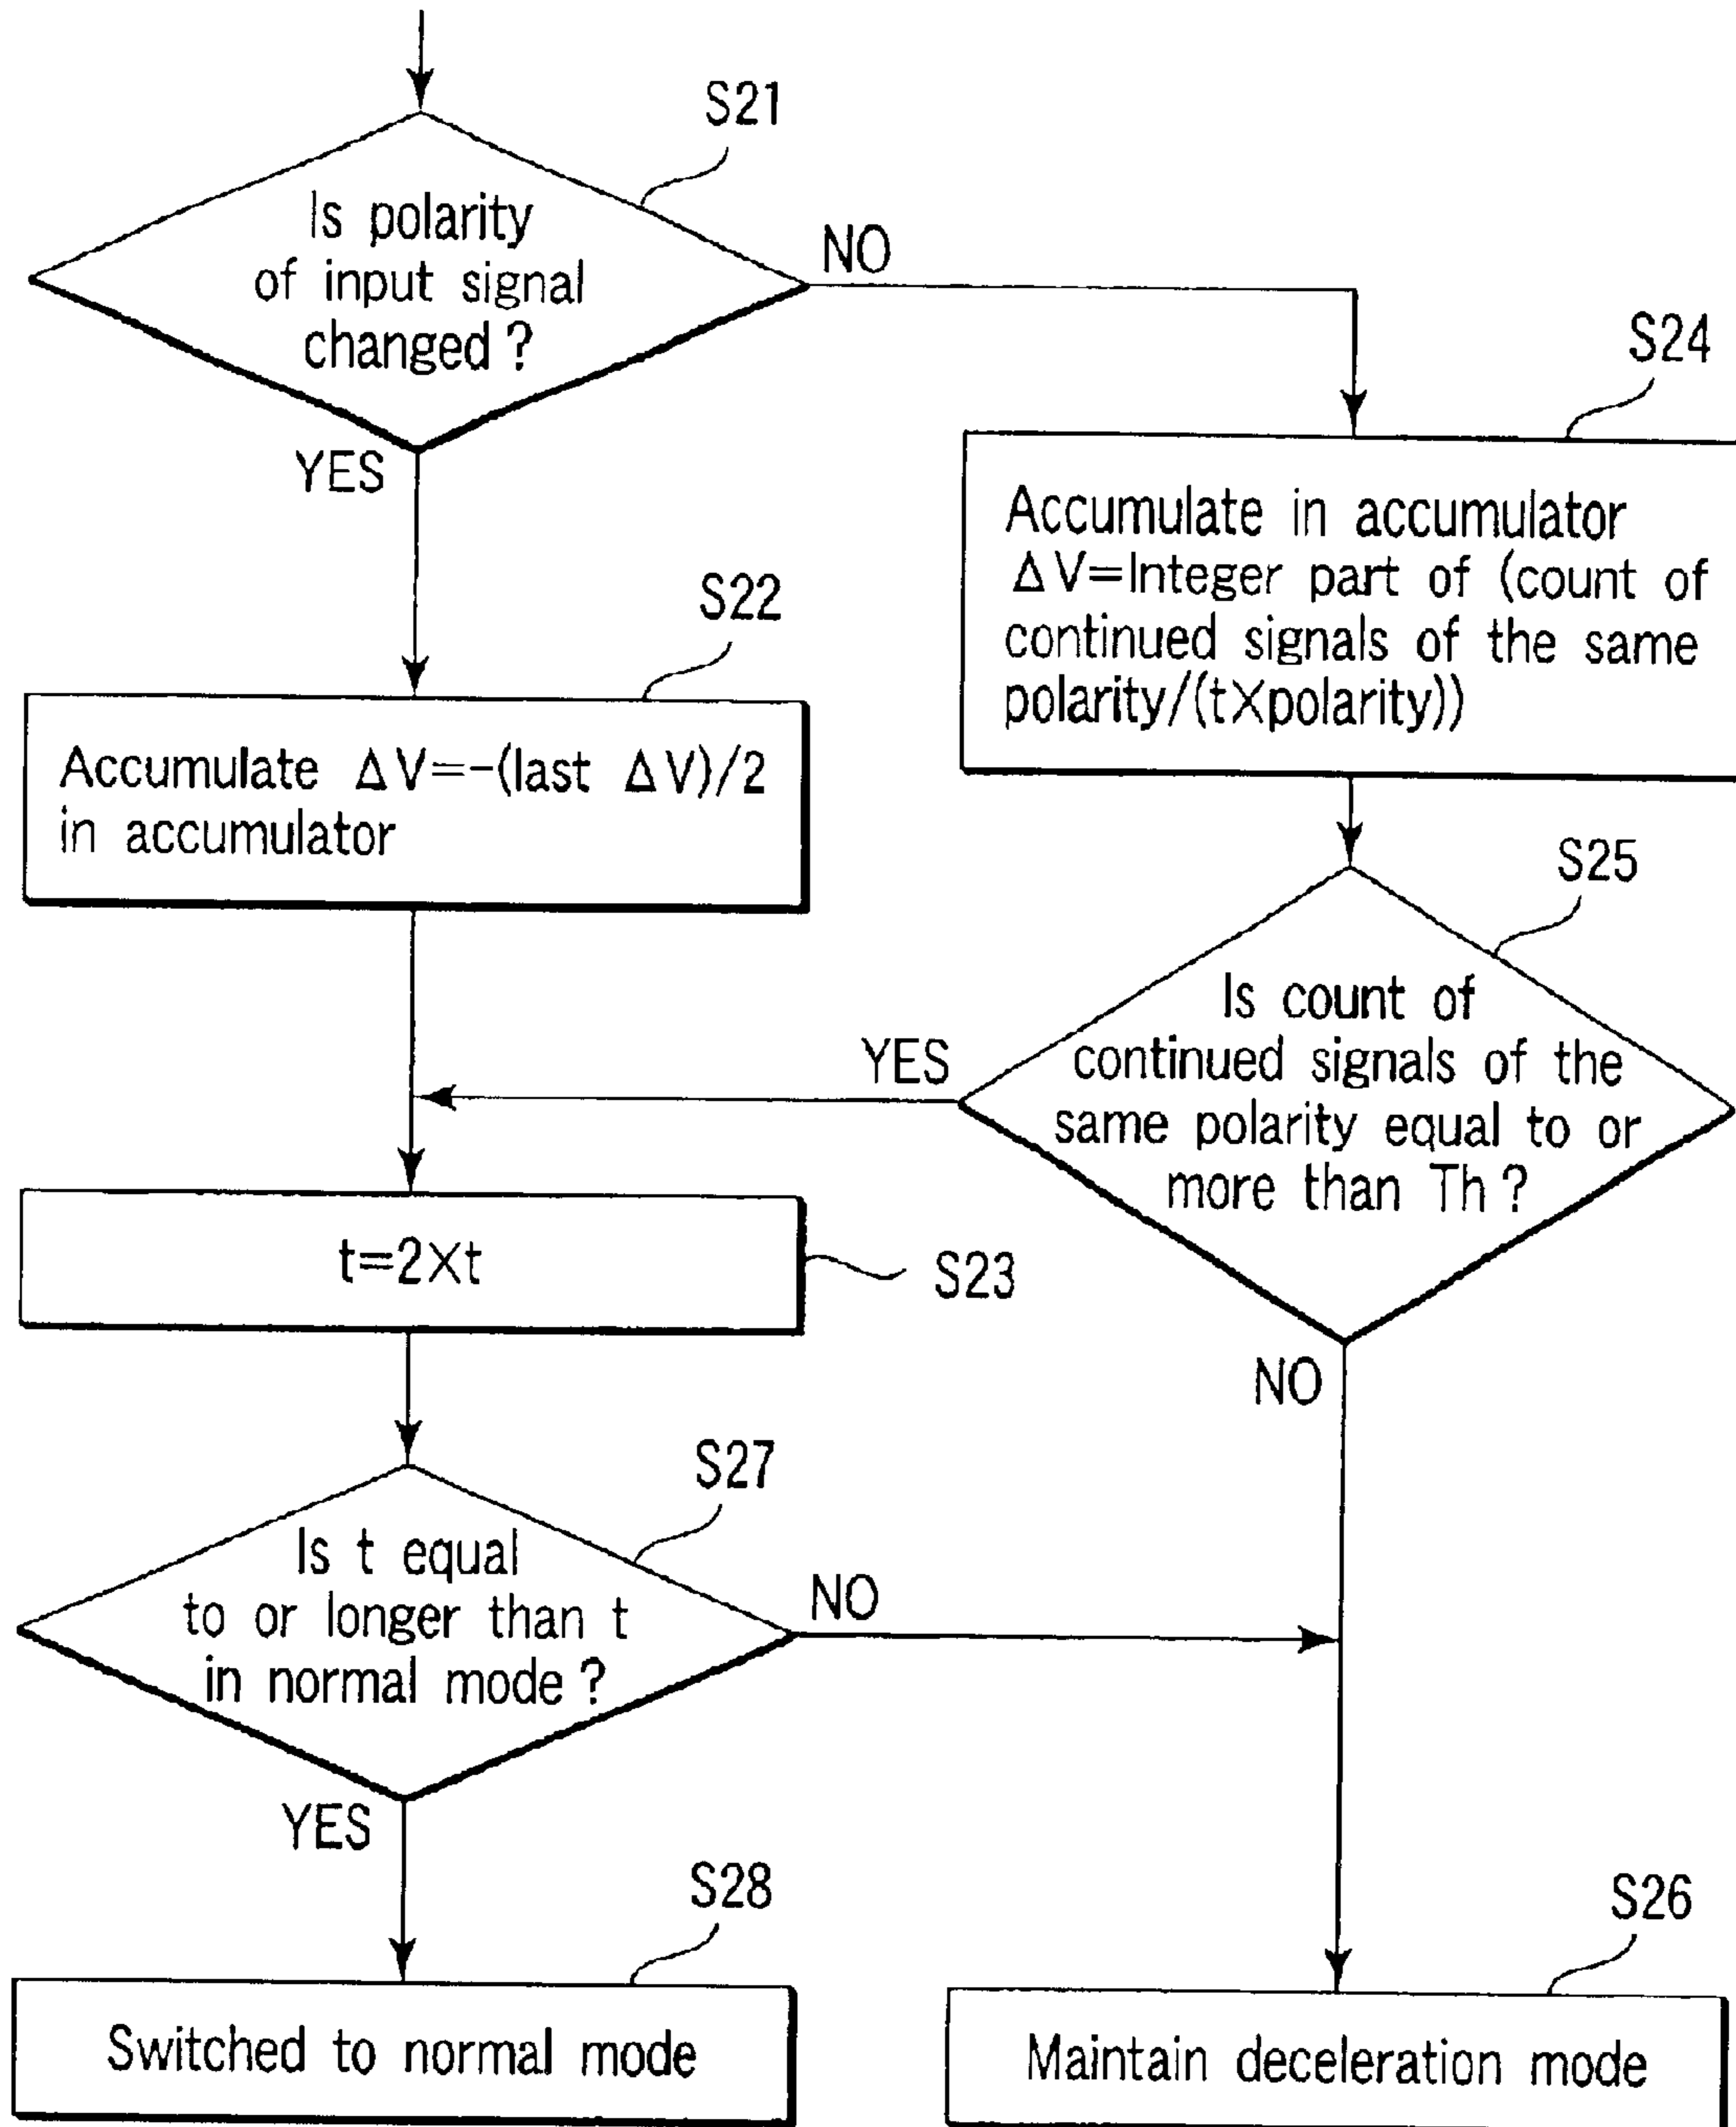 S21
Is polarity
of input signal
changed?
NO
YES
S24
Accumulate in accumulator
ΔV=Integer part of (count of
continued signals of the same
polarity/(t×polarity))
S22
Accumulate ΔV=-(last ΔV)/2
in accumulator
S25
Is count of
continued signals of the
same polarity equal to or
more than Th?
YES
NO
t=2×t
S23
S27
Is t equal
to or longer than t
in normal mode?
NO
YES
S28
Switched to normal mode
S26
Maintain deceleration mode